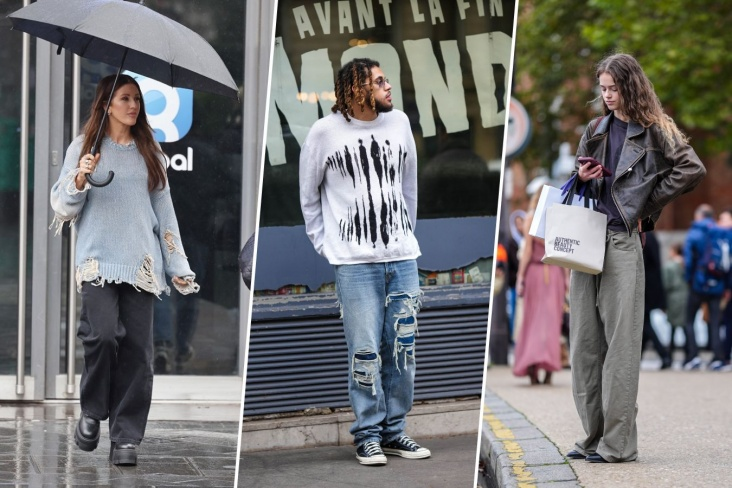 bal
AVANT LA FIN
MOND
AUTHENTIC
BEAUTY
CONCEPT